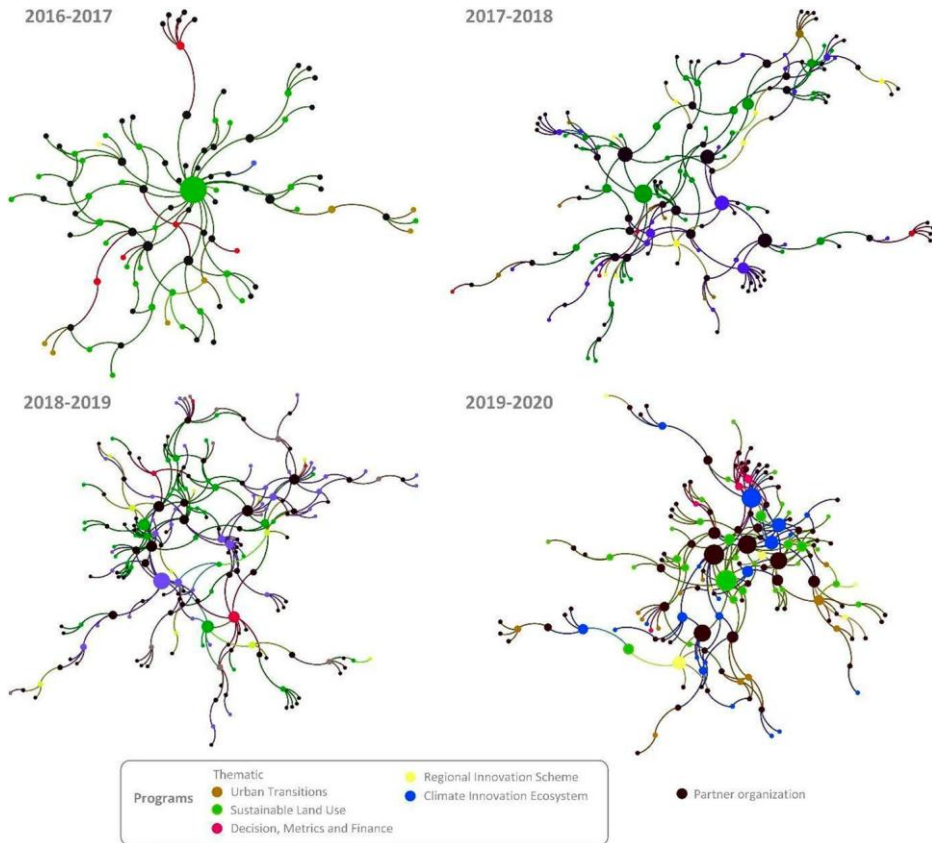 2016-2017
2017-2018
2018-2019
2019-2020
Programs
Thematic
Urban Transitions
Sustainable Land Use
Decision, Metrics and Finance
Regional Innovation Scheme
Climate Innovation Ecosystem
Partner organization